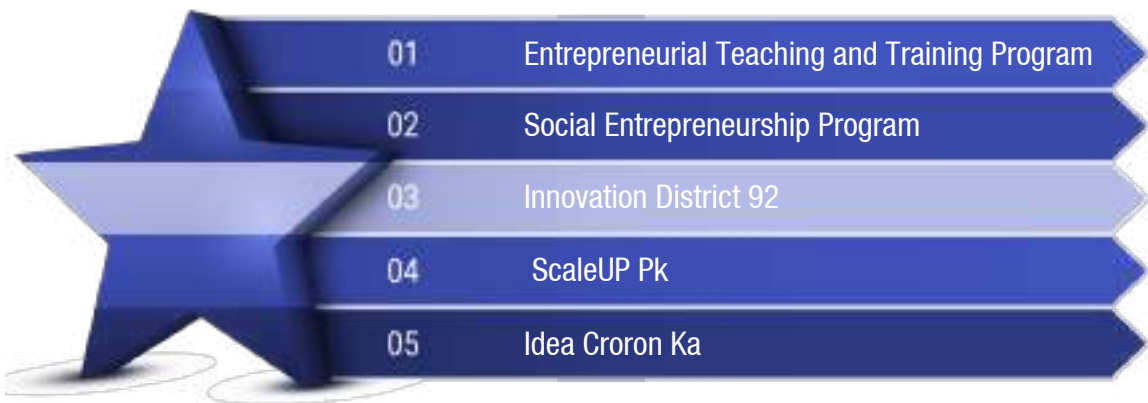 01 Entrepreneurial Teaching and Training Program
02 Social Entrepreneurship Program
03 Innovation District 92
04 ScaleUP Pk
05 Idea Croron Ka